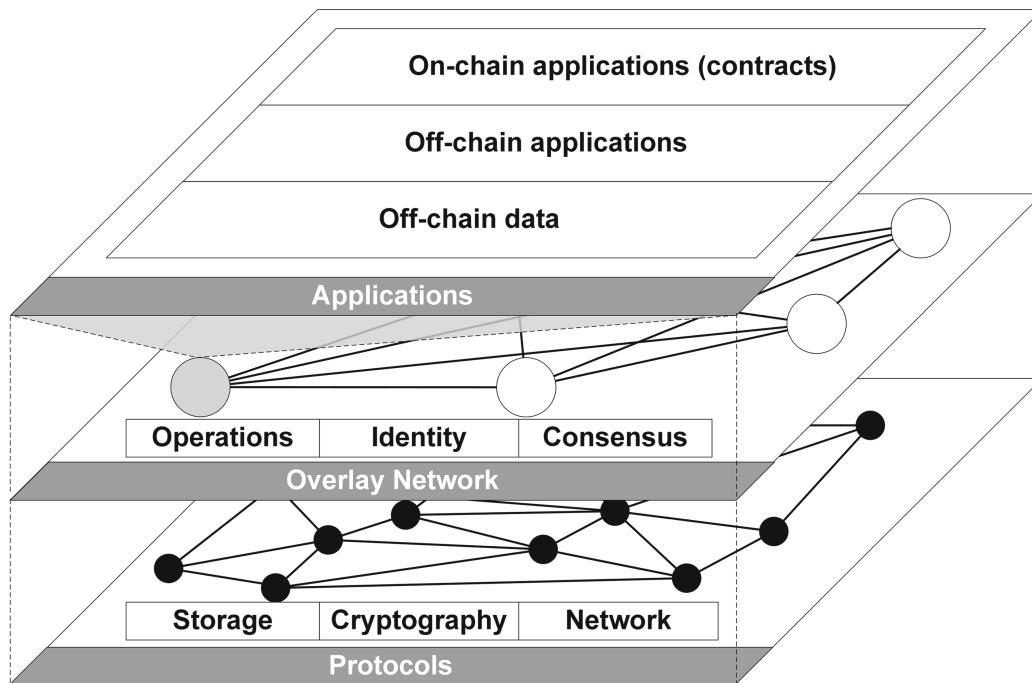 On-chain applications (contracts)
Off-chain applications
Off-chain data
Applications
Operations Identity Consensus
Overlay Network
Storage Cryptography Network
Protocols